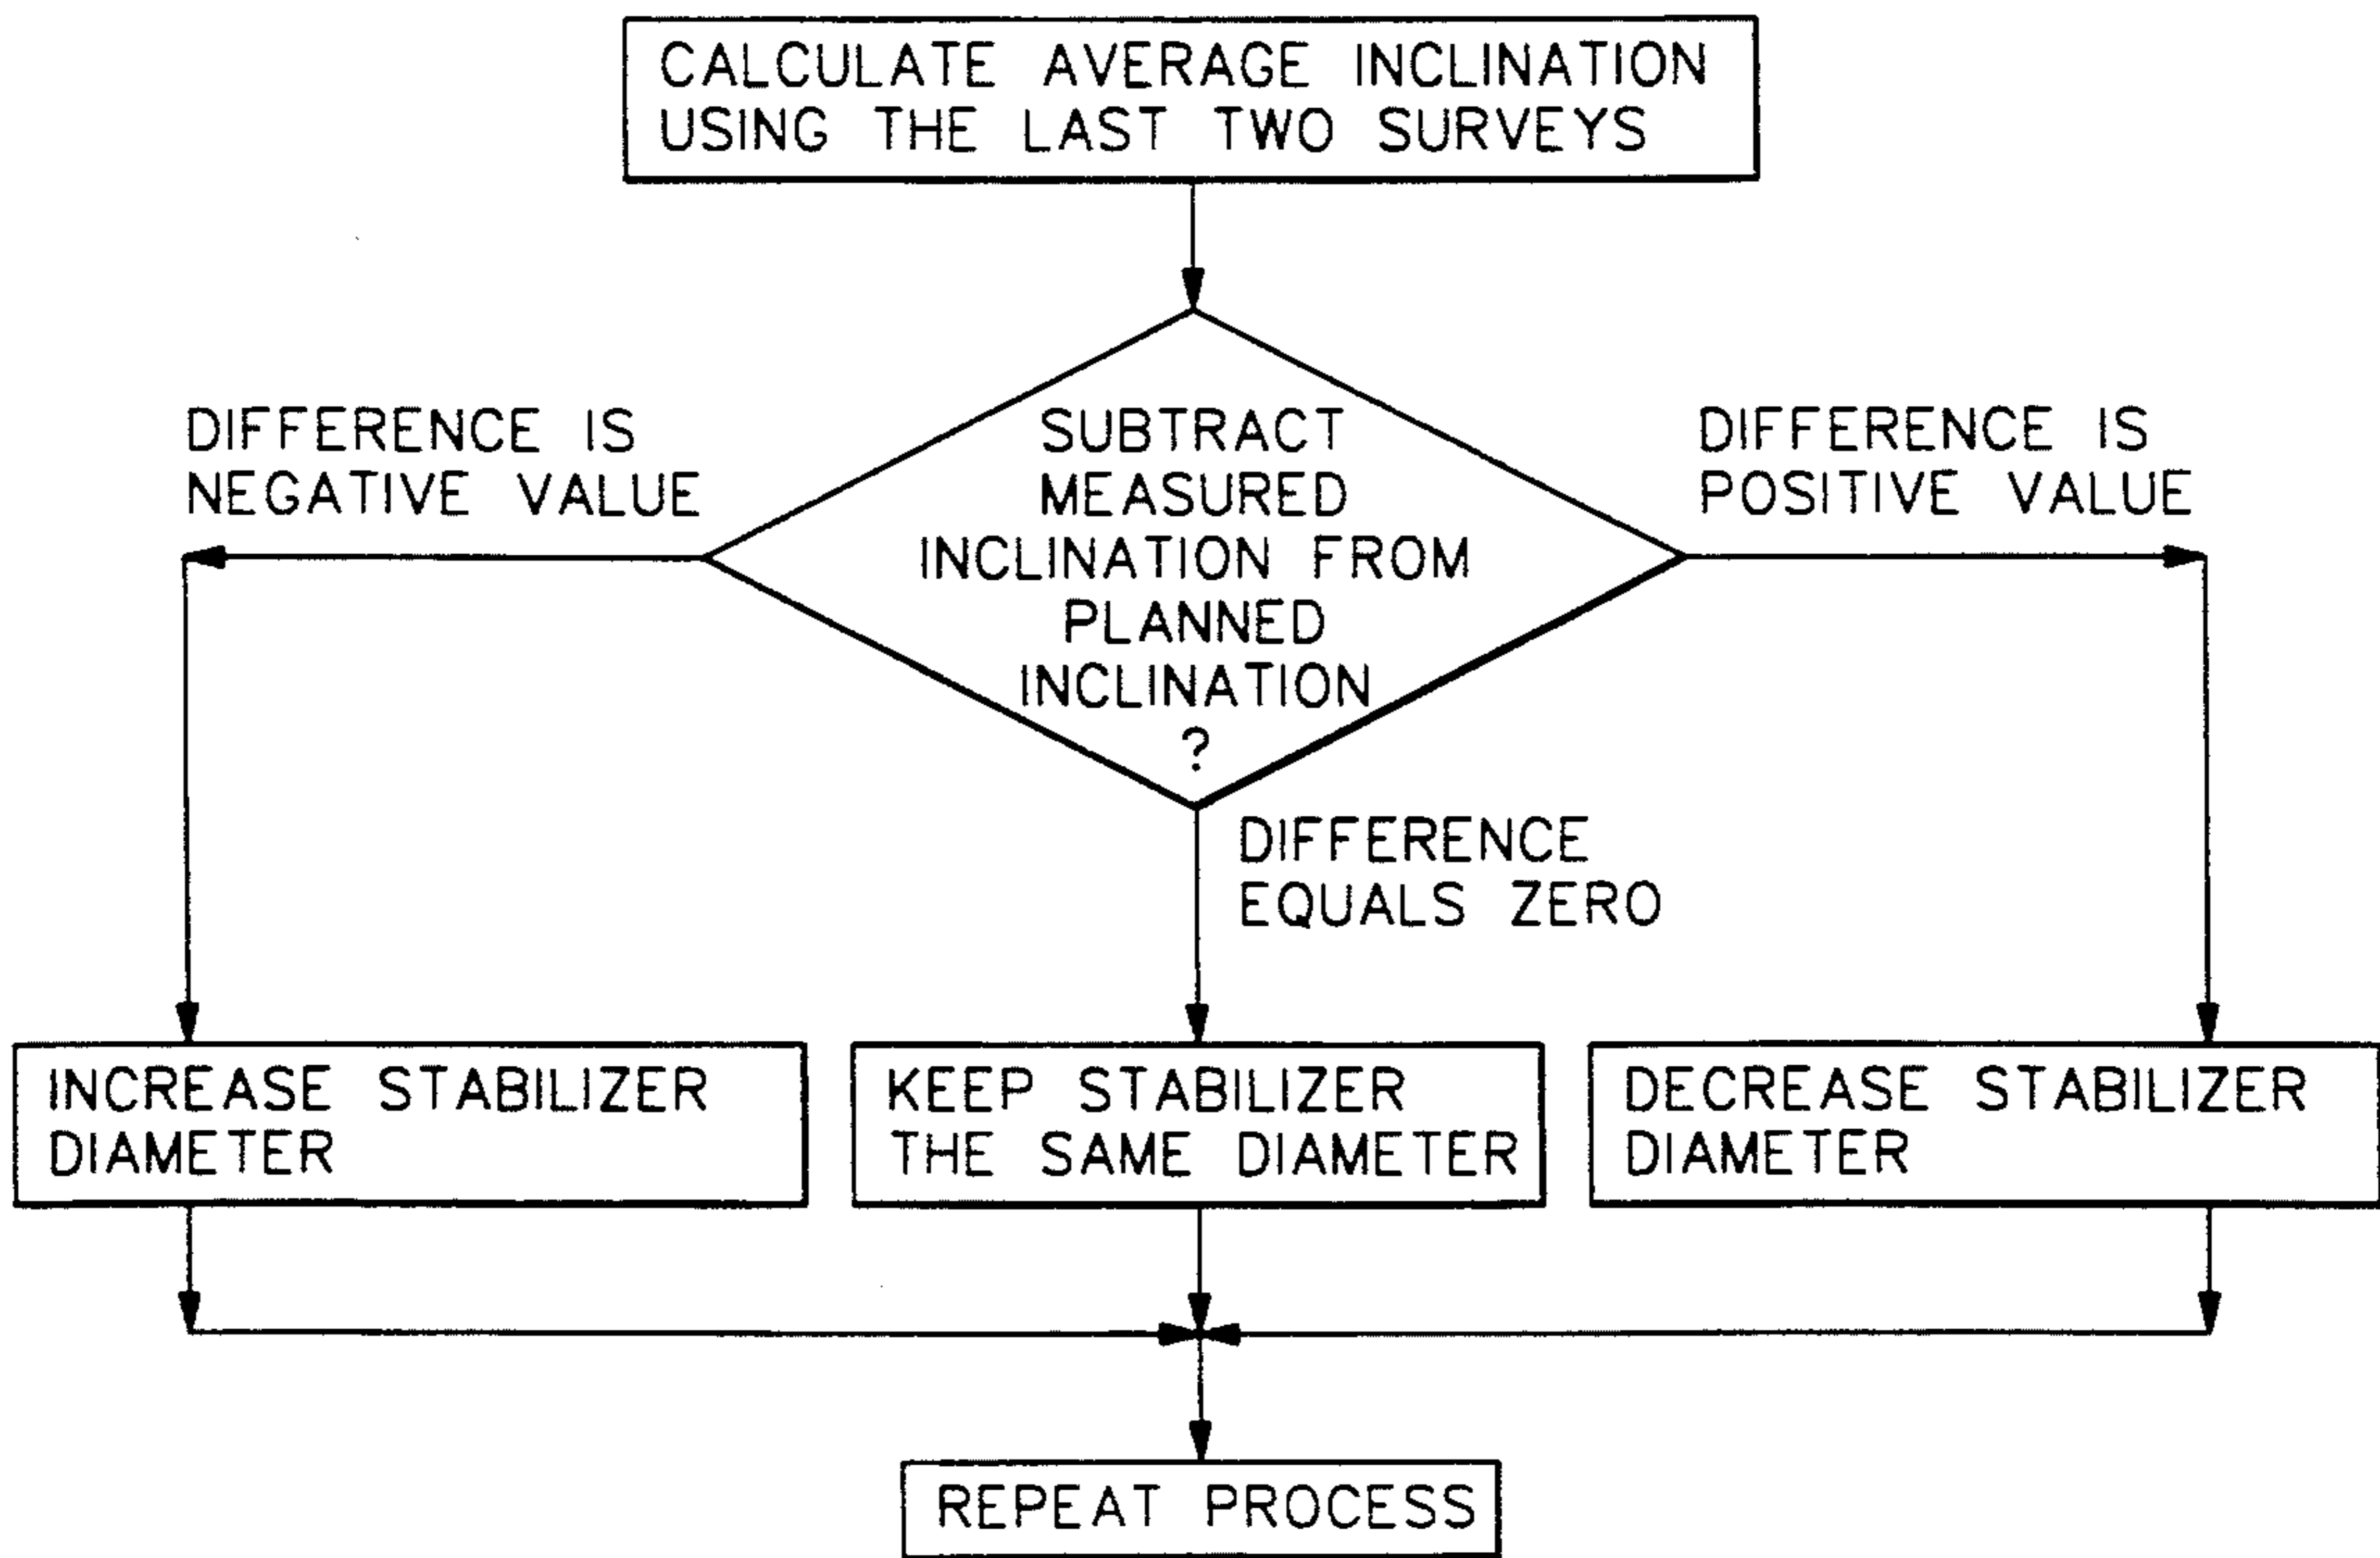 CALCULATE AVERAGE INCLINATION
USING THE LAST TWO SURVEYS
SUBTRACT
MEASURED
INCLINATION FROM
PLANNED
INCLINATION
?
DIFFERENCE IS
NEGATIVE VALUE
DIFFERENCE IS
POSITIVE VALUE
DIFFERENCE
EQUALS ZERO
INCREASE STABILIZER
DIAMETER
KEEP STABILIZER
THE SAME DIAMETER
DECREASE STABILIZER
DIAMETER
REPEAT PROCESS